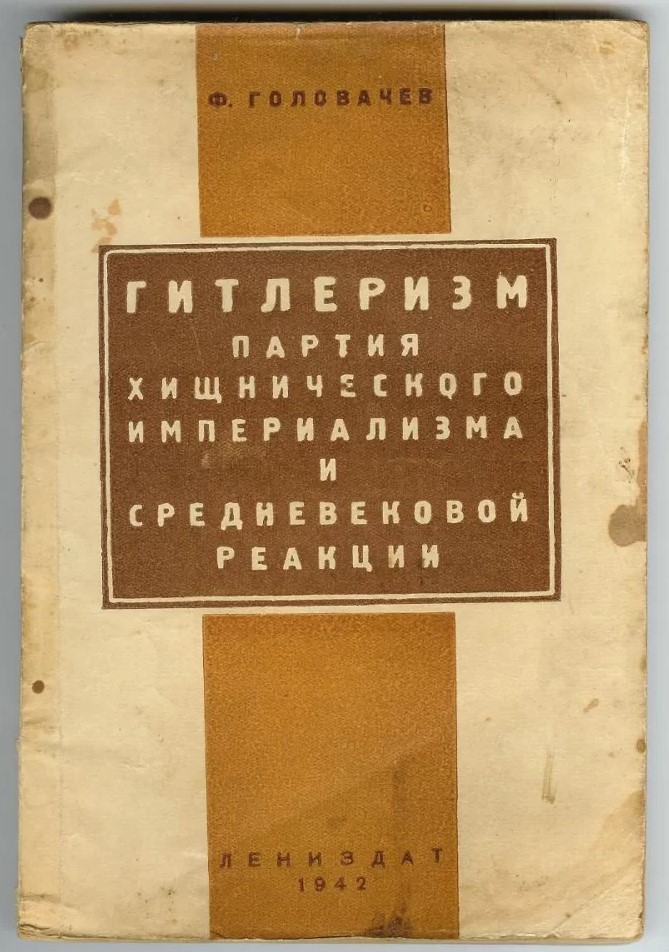 Ф. ГОЛОВАЧЕВ
ГИТЛЕРИЗМ
ПАРТИЯ
ХИЩНИЧЕСКОГО
ИМПЕРИАЛИЗМА
И
СРЕДНЕВЕКОВОЙ
РЕАКЦИИ
ЛЕНИЗДАТ
1942